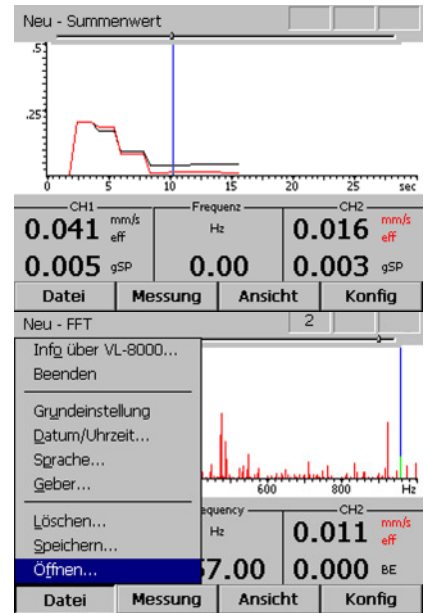 Neu - Summenwert
.5
.25
0 5 10 15 20 25 sec
CH1 Frequenz CH2
0.041 mm/s eff Hz 0.016 mm/s eff
0.005 gSP 0.00 0.003 gSP
Datei Messung Ansicht Konfig
Neu - FFT 2
Info über VL-8000...
Beenden
Grundeinstellung
Datum/Uhrzeit...
Sprache...
Geber...
600 800 Hz
equency CH2
Löschen...
Hz 0.011 mm/s eff
Speichern...
Öffnen... 7.00 0.000 BE
Datei Messung Ansicht Konfig